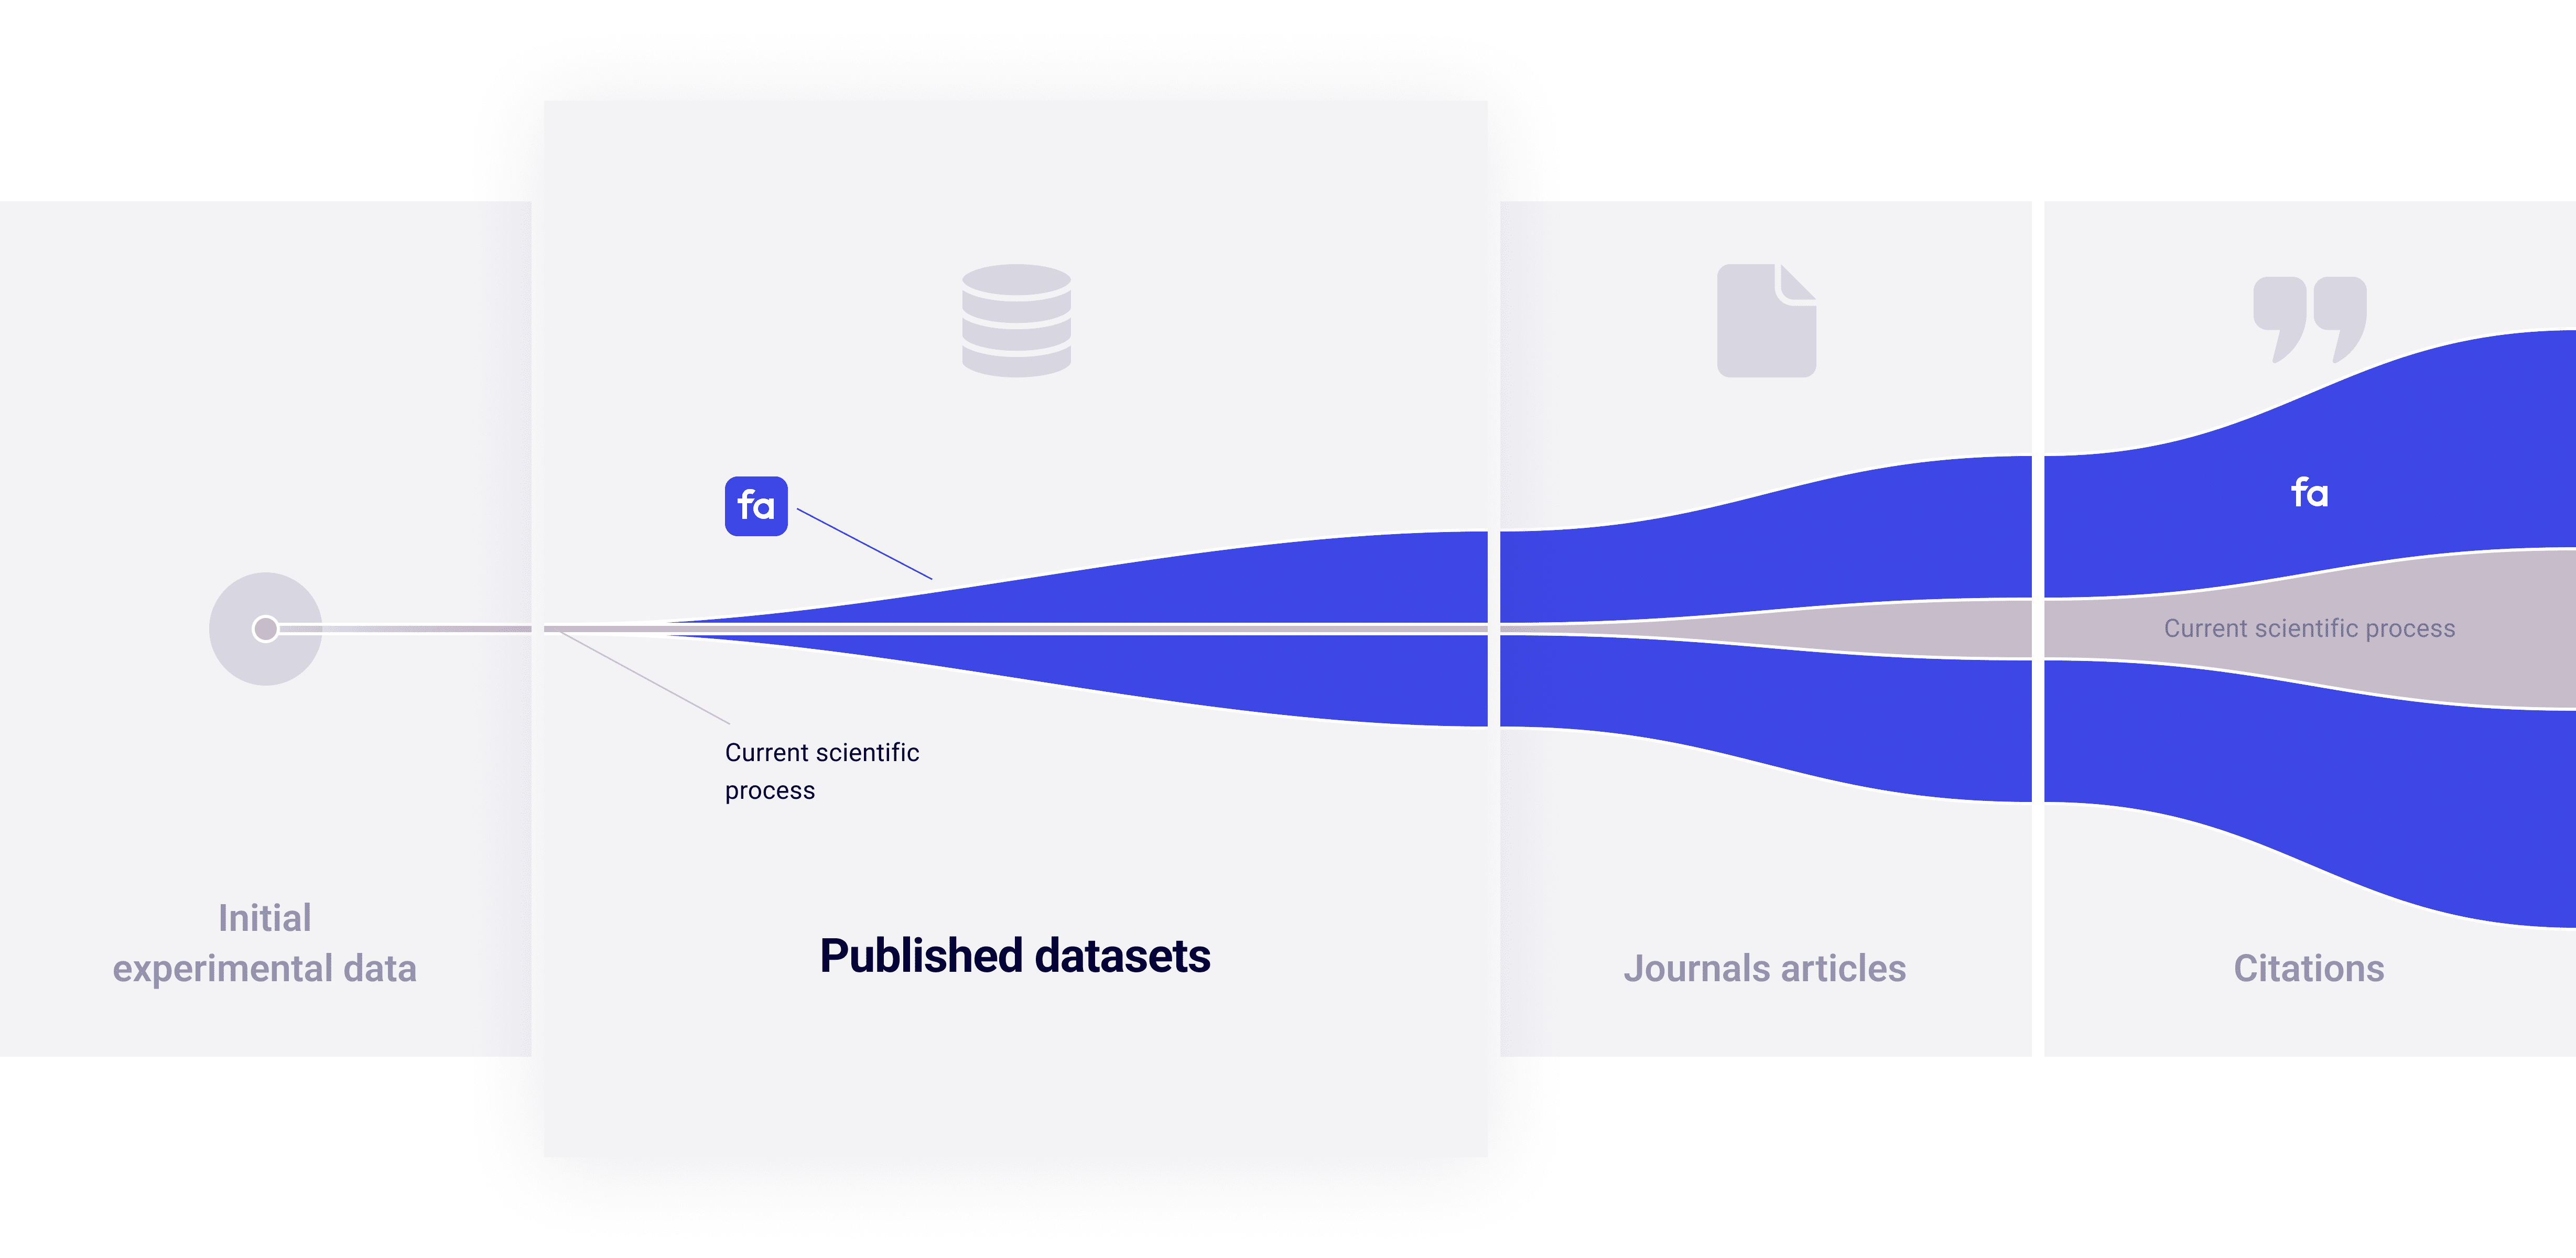 fa
fa
Current scientific process
Current scientific
process
Initial
experimental data
Published datasets
Journals articles
Citations